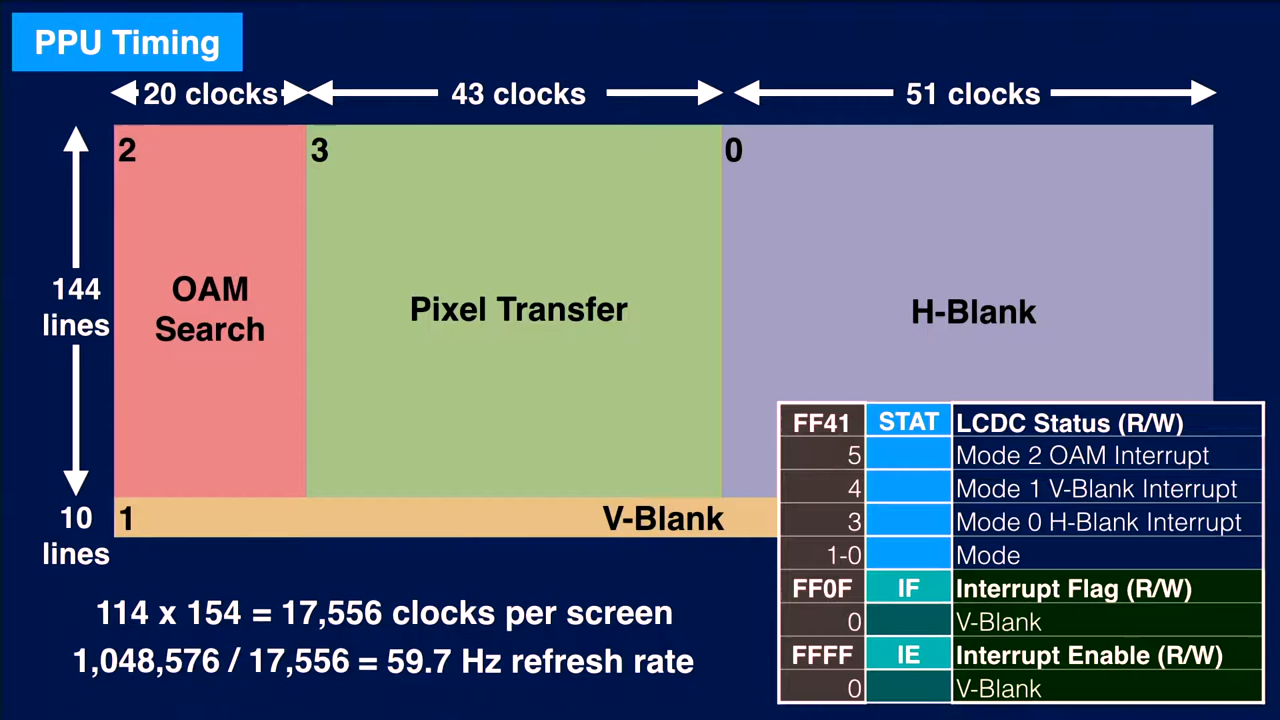 PPU Timing
20 clocks
43 clocks
51 clocks
2
3
0
144
lines
OAM
Search
Pixel Transfer
H-Blank
10
lines
1
V-Blank
114 x 154 = 17,556 clocks per screen
1,048,576 / 17,556 = 59.7 Hz refresh rate
FF41 STAT LCDC Status (R/W)
5 Mode 2 OAM Interrupt
4 Mode 1 V-Blank Interrupt
3 Mode 0 H-Blank Interrupt
1-0 Mode
FF0F IF Interrupt Flag (R/W)
0 V-Blank
FFFF IE Interrupt Enable (R/W)
0 V-Blank